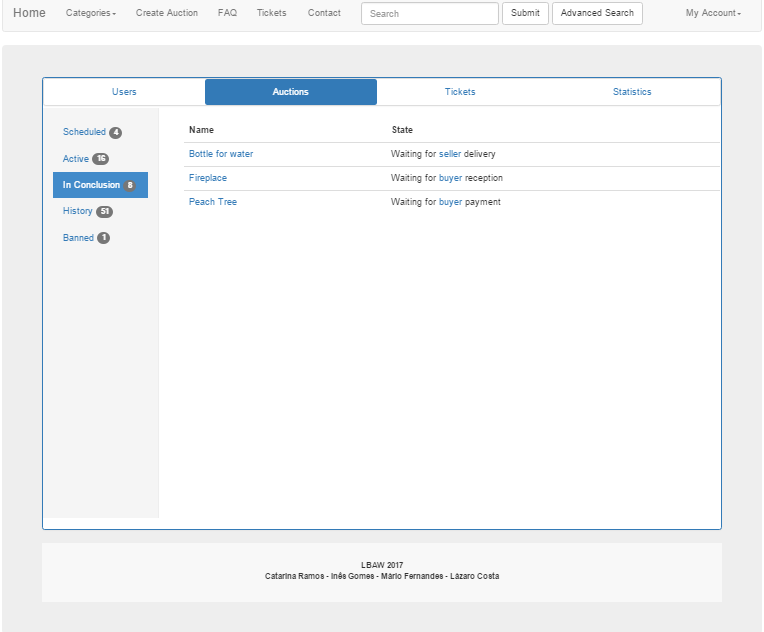 Home Categories Create Auction FAQ Tickets Contact Search Submit Advanced Search My Account
Users Auctions Tickets Statistics
Scheduled 4
Active 16
In Conclusion 8
History 51
Banned 1
Name State
Bottle for water Waiting for seller delivery
Fireplace Waiting for buyer reception
Peach Tree Waiting for buyer payment
LBAW 2017
Catarina Ramos - Inês Gomes - Mário Fernandes - Lázaro Costa